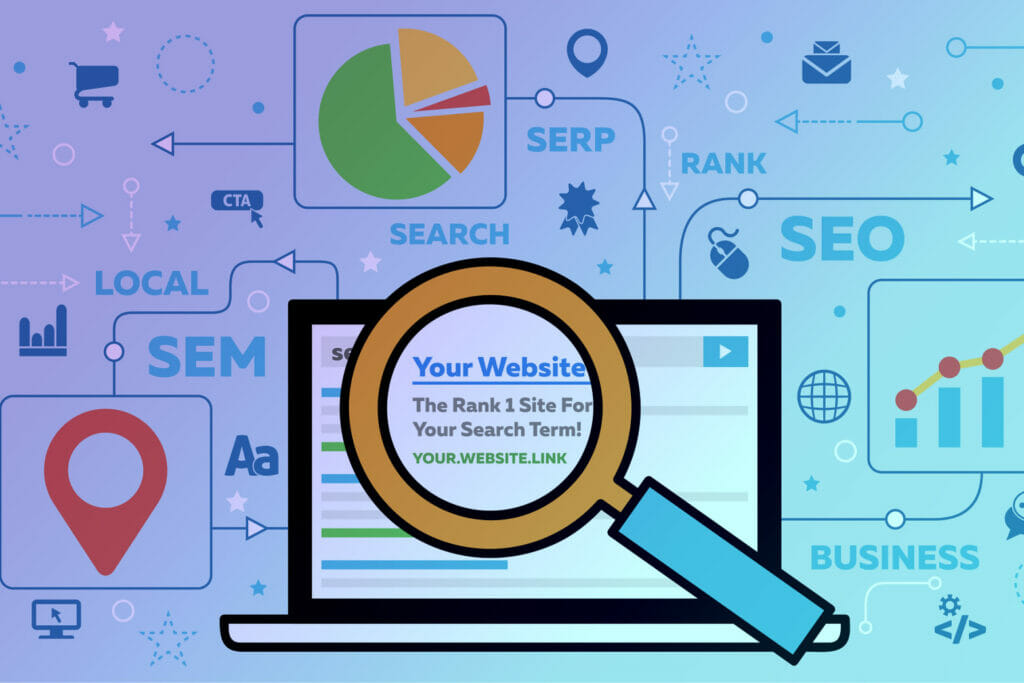 SERP
RANK
CTA
SEARCH
SEO
LOCAL
SEM
se
Your Website
The Rank 1 Site For
Your Search Term!
YOUR.WEBSITE.LINK
Aa
BUSINESS
</>